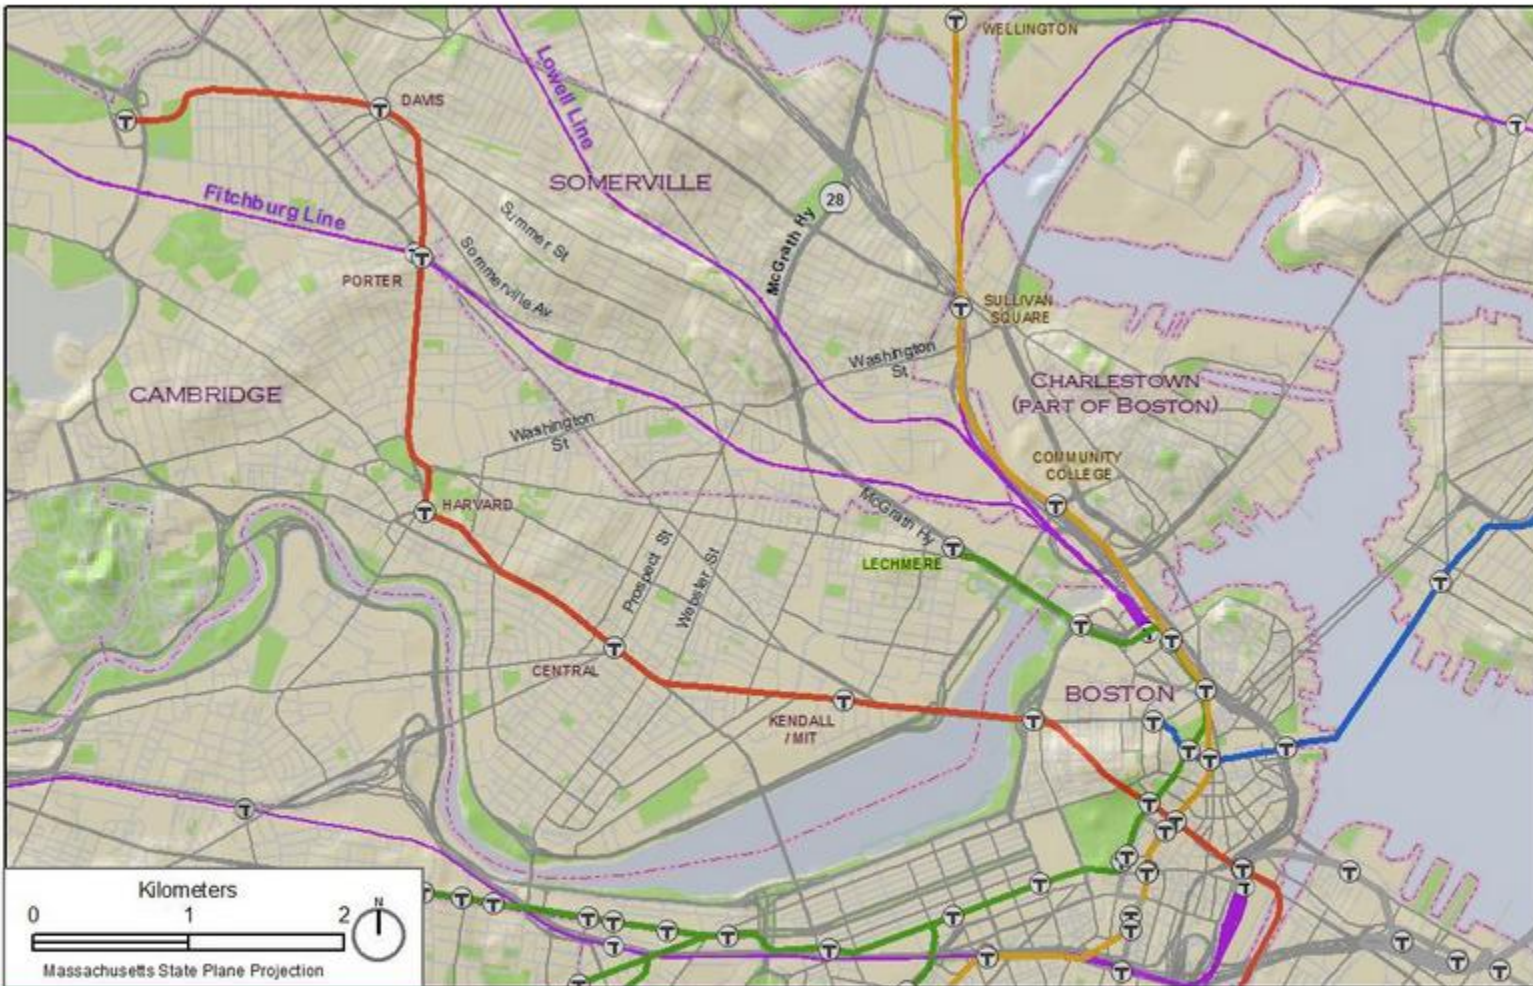 WELLINGTON
Lowell Line
DAVIS
SOMERVILLE
28
McGrath Hy
Fitchburg Line
Summer St
Sommerville Av
PORTER
SULLIVAN
SQUARE
Washington
St
CHARLESTOWN
(PART OF BOSTON)
CAMBRIDGE
Washington
St
COMMUNITY
COLLEGE
HARVARD
McGrath Hy
LECHMERE
Prospect St
Webster St
CENTRAL
BOSTON
KENDALL
/ MIT
Kilometers
0 1 2
N
Massachusetts State Plane Projection